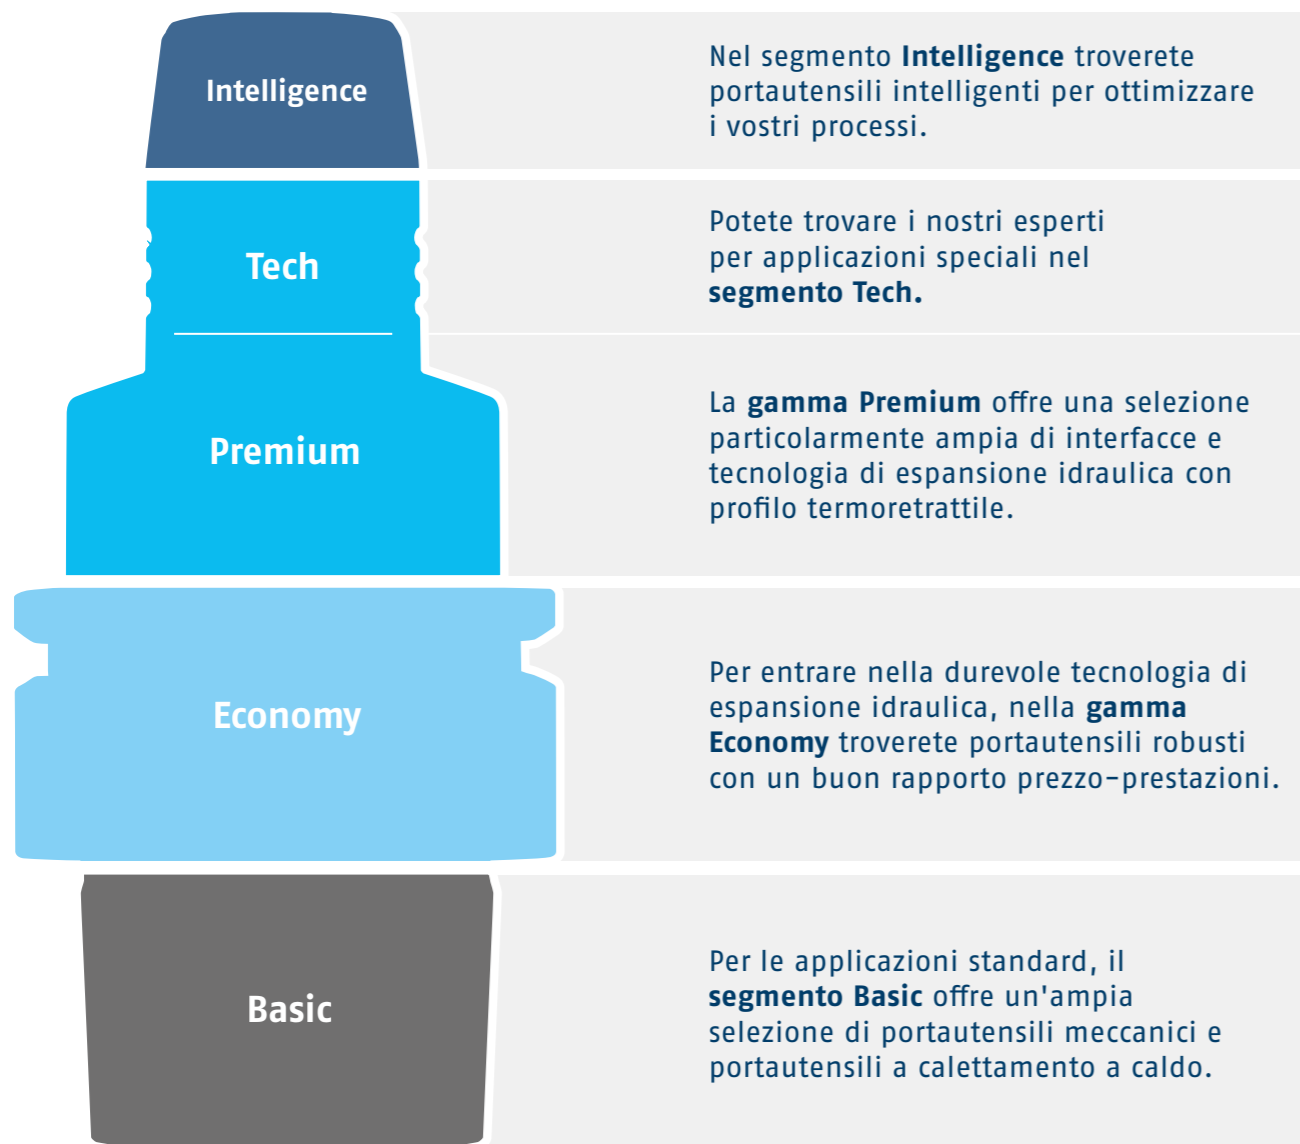 Intelligence
Nel segmento Intelligence troverete
portautensili intelligenti per ottimizzare
i vostri processi.
Tech
Potete trovare i nostri esperti
per applicazioni speciali nel
segmento Tech.
Premium
La gamma Premium offre una selezione
particolarmente ampia di interfacce e
tecnologia di espansione idraulica con
profilo termoretrattile.
Economy
Per entrare nella durevole tecnologia di
espansione idraulica, nella gamma
Economy troverete portautensili robusti
con un buon rapporto prezzo-prestazioni.
Basic
Per le applicazioni standard, il
segmento Basic offre un'ampia
selezione di portautensili meccanici e
portautensili a calettamento a caldo.